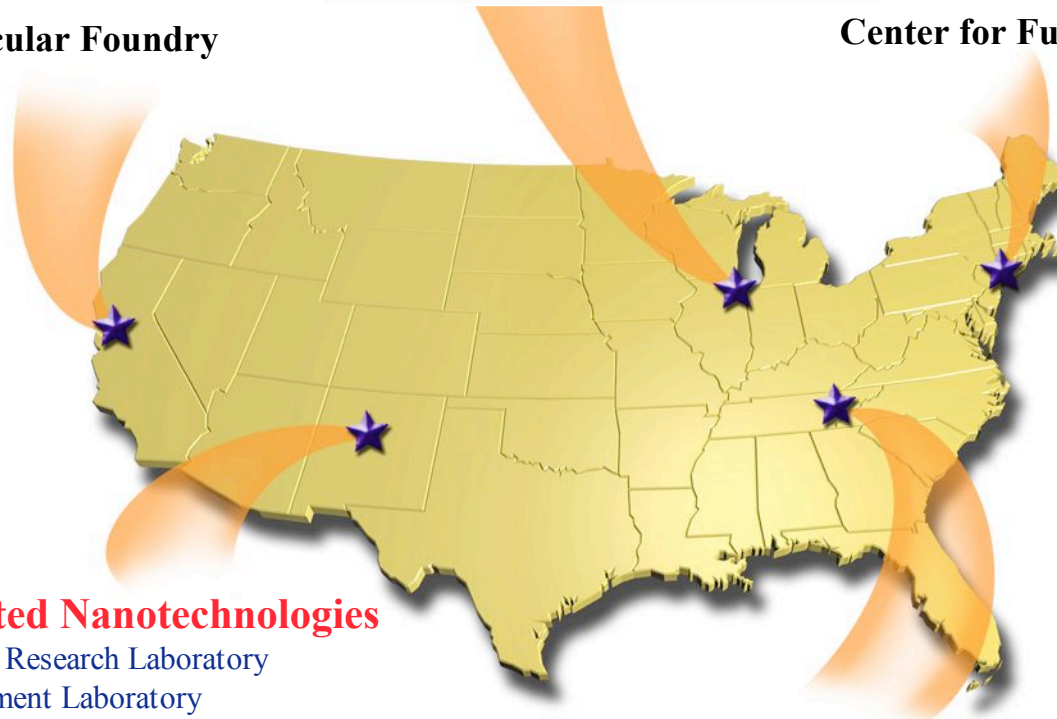 cular Foundry
Center for Fu
ted Nanotechnologies
Research Laboratory
ment Laboratory